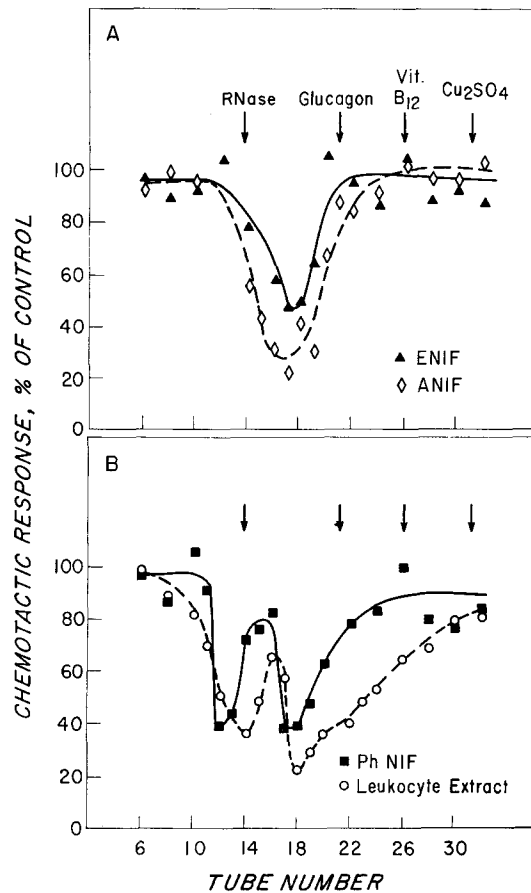 A
RNase
Glucagon
Vit.
B12
Cu2SO4
100
80
60
40
20
0
▲ ENIF
◊ ANIF
CHEMOTACTIC RESPONSE, % OF CONTROL
B
100
80
60
40
20
0
■ Ph NIF
○ Leukocyte Extract
6
10
14
18
22
26
30
TUBE NUMBER